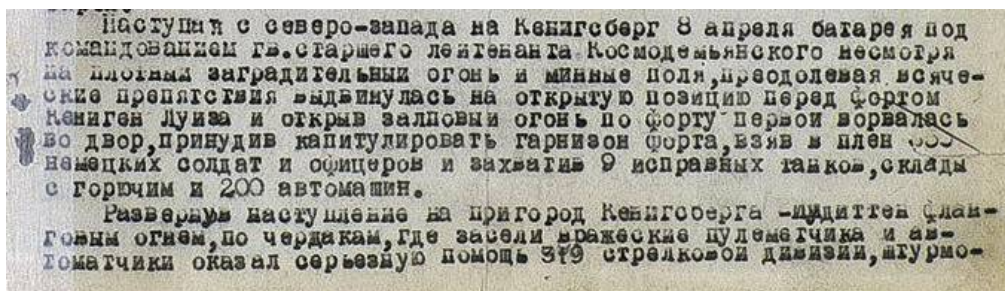 Наступая с северо-запада на Кенигсберг 8 апреля батарея под
командованием гв.старшего лейтенанта Космодемьянского несмотря
на плотный заградительный огонь и минные поля,преодолевая всяче-
ские препятствия выдвинулась на открытую позицию перед фортом
Кениген Луиза и открыв залповый огонь по форту первой ворвалась
во двор,принудив капитулировать гарнизон форта,взяв в плен
немецких солдат и офицеров и захватив 9 исправных танков,склады
с горючим и 200 автомашин.
Развернув наступление на пригород Кенигсберга -Иудиттен флан-
говым огнем,по чердакам,где засели вражеские пулеметчика и ав-
томатчики оказал серьезную помощь 319 стрелковой дивизии,штурмо-